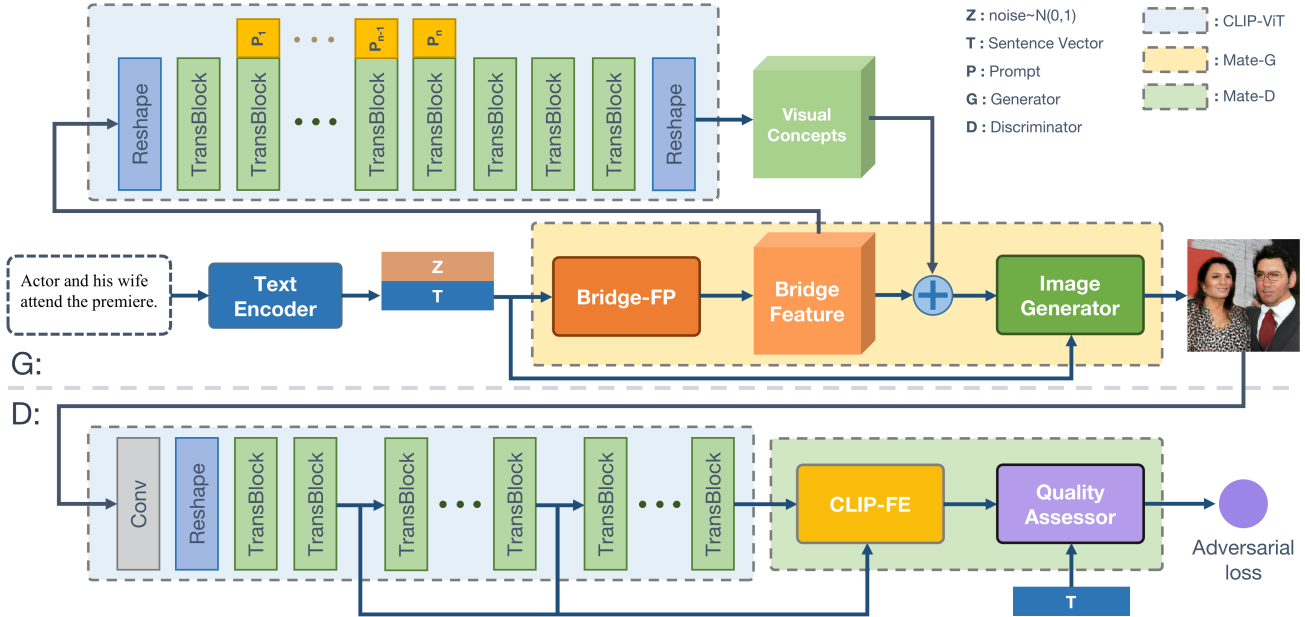 P1
P n-1
Pn
Reshape
TransBlock
TransBlock
TransBlock
TransBlock
TransBlock
TransBlock
TransBlock
Reshape
Visual
Concepts
Z : noise~N(0,1)
T : Sentence Vector
P : Prompt
G : Generator
D : Discriminator
: CLIP-ViT
: Mate-G
: Mate-D
Actor and his wife
attend the premiere.
Text
Encoder
Z
T
Bridge-FP
Bridge
Feature
Image
Generator
G:
D:
Conv
Reshape
TransBlock
TransBlock
TransBlock
TransBlock
TransBlock
TransBlock
CLIP-FE
Quality
Assessor
T
Adversarial
loss